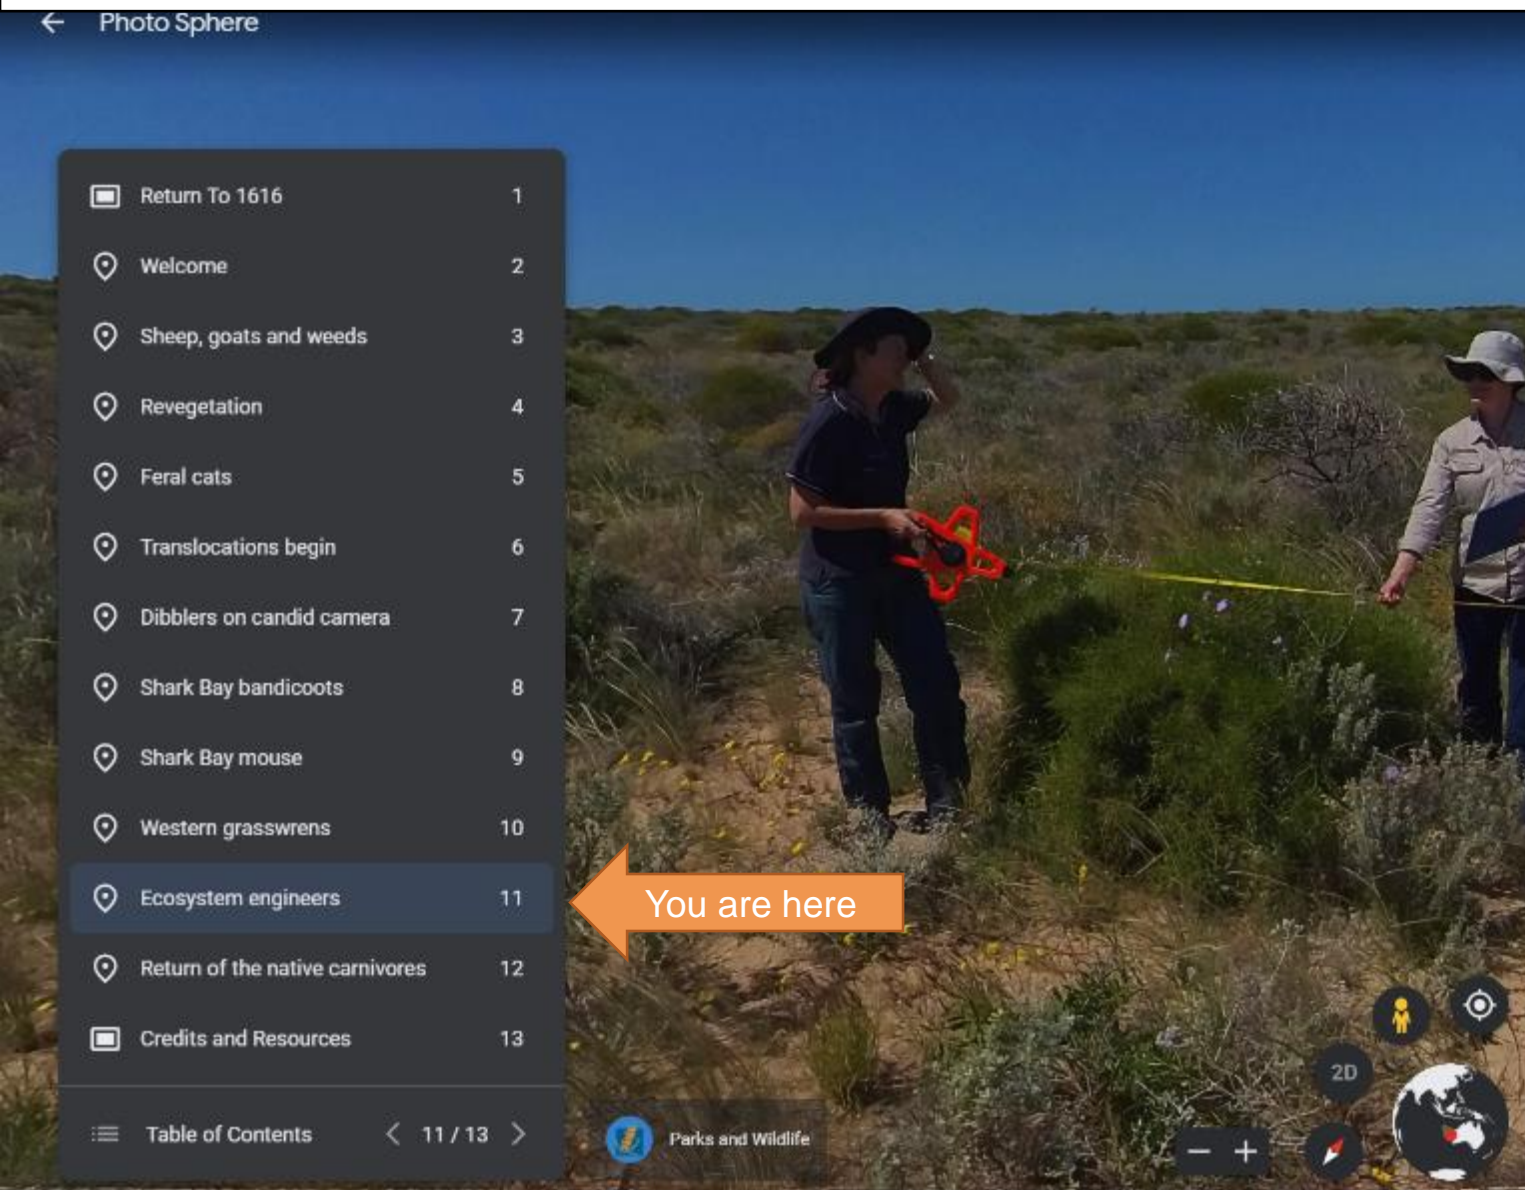 Photo Sphere
Return To 1616 1
Welcome 2
Sheep, goats and weeds 3
Revegetation 4
Feral cats 5
Translocations begin 6
Dibblers on candid camera 7
Shark Bay bandicoots 8
Shark Bay mouse 9
Western grasswrens 10
Ecosystem engineers 11
You are here
Return of the native carnivores 12
Credits and Resources 13
Table of Contents 11 / 13
Parks and Wildlife
2D